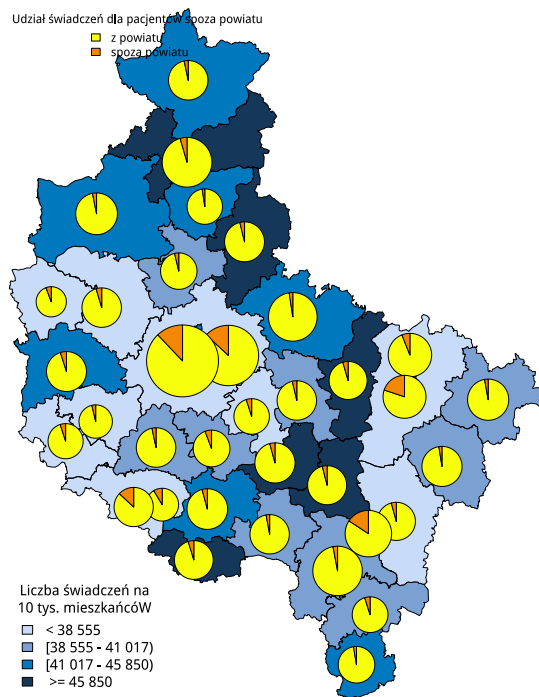 Udział świadczeń dla pacjentów spoza powiatu
z powiatu
spoza powiatu
Liczba świadczeń na
10 tys. mieszkańcóW
< 38 555
[38 555 - 41 017)
[41 017 - 45 850)
>= 45 850